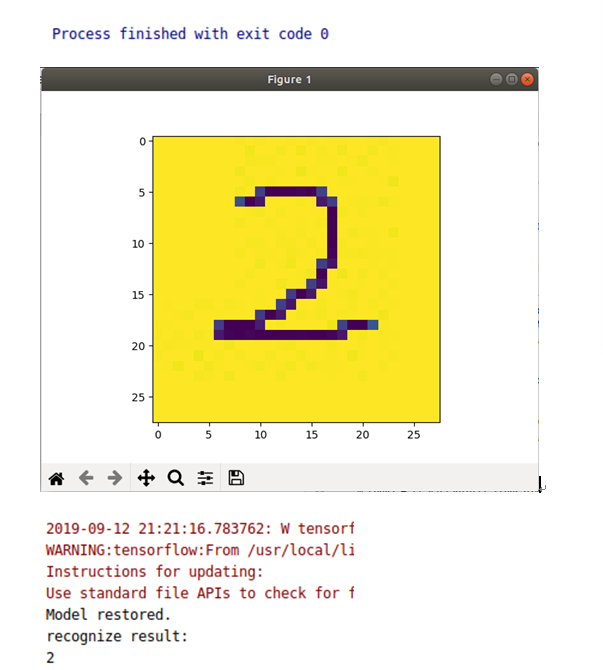 Process finished with exit code 0
Figure 1
0
5
10
15
20
25
0 5 10 15 20 25
2019-09-12 21:21:16.783762: W tensorf
WARNING:tensorflow:From /usr/local/li
Instructions for updating:
Use standard file APIs to check for f
Model restored.
recognize result:
2